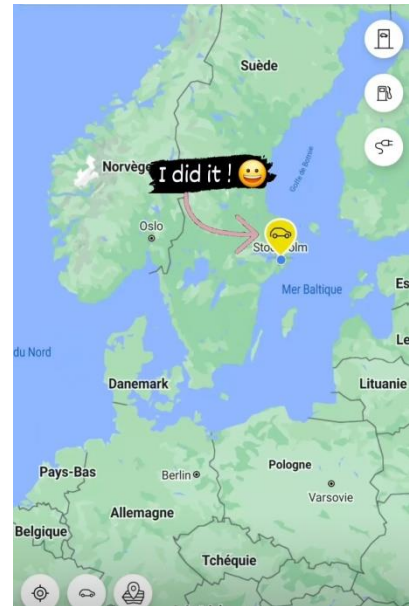 Suède
Golfe de Botnie
Norvège
I did it ! 😀
Oslo
Stockholm
Mer Baltique
Es
Le
du Nord
Danemark
Lituanie
Pays-Bas
Berlin
Pologne
Varsovie
Allemagne
Belgique
Tchéquie